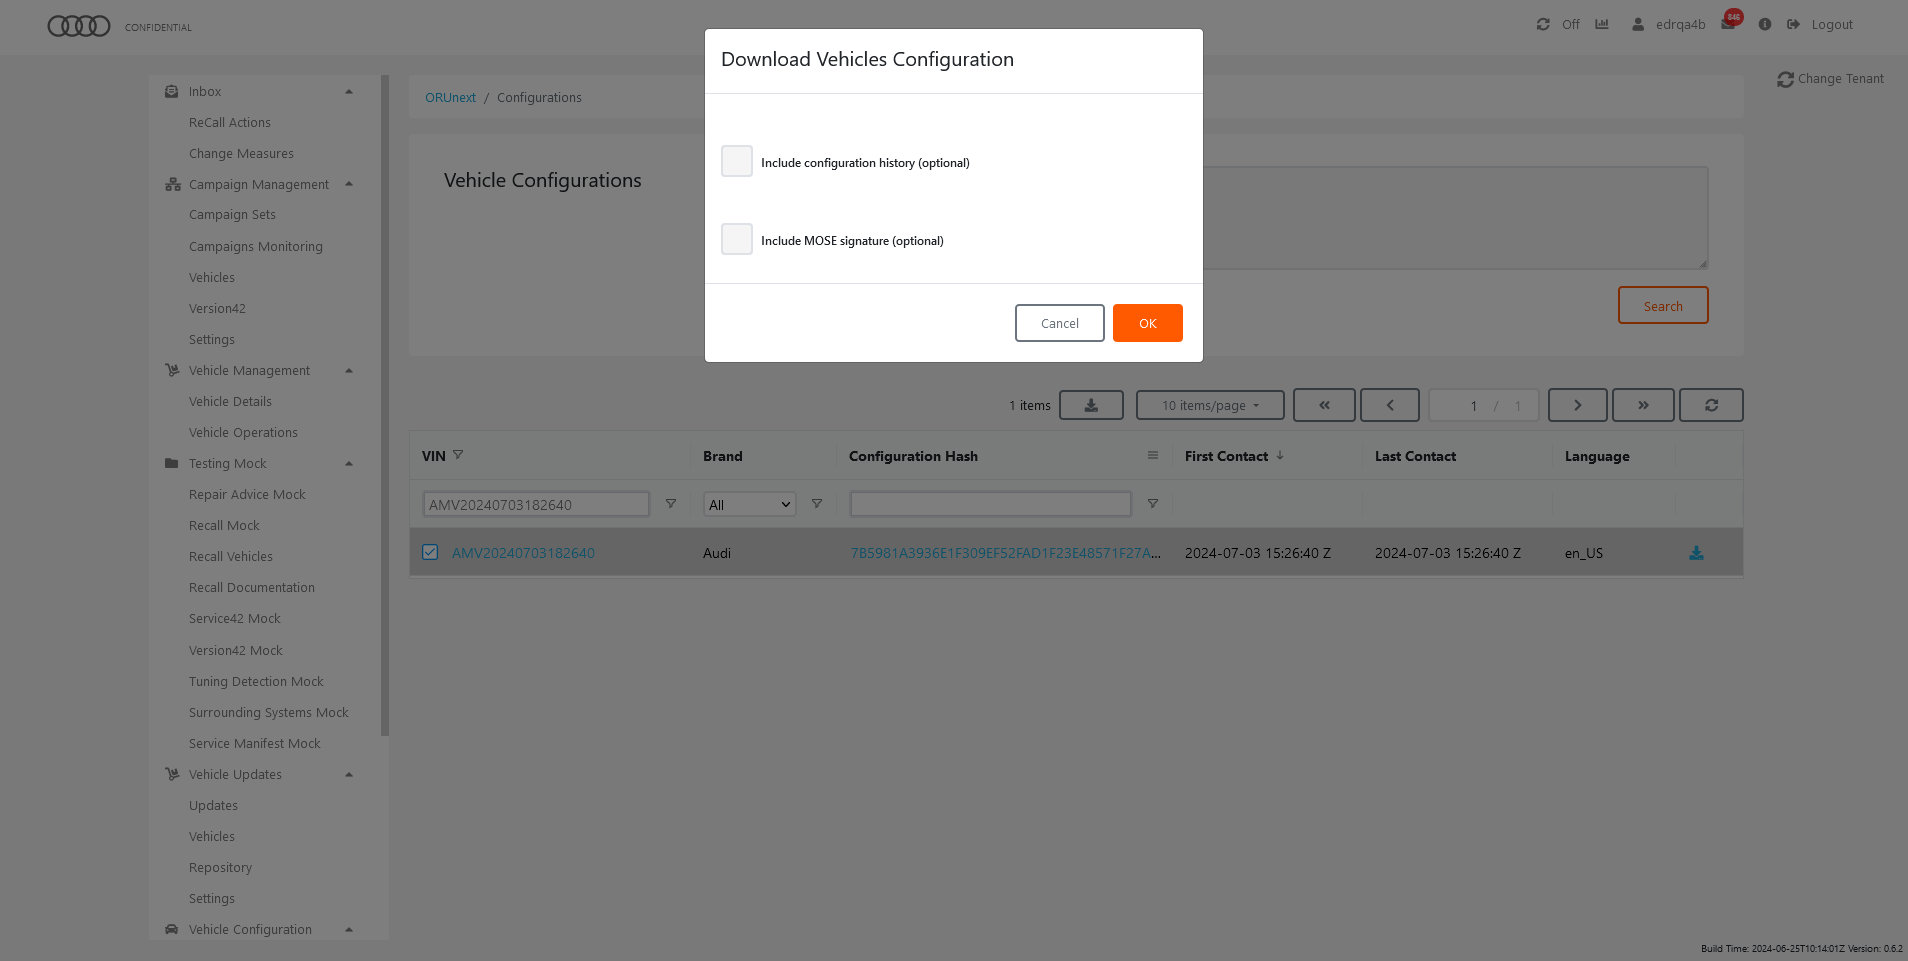 CONFIDENTIAL
Off
edrqa4b
846
Logout
Change Tenant
Inbox
ReCall Actions
Change Measures
Campaign Management
Campaign Sets
Campaigns Monitoring
Vehicles
Version42
Settings
Vehicle Management
Vehicle Details
Vehicle Operations
Testing Mock
Repair Advice Mock
Recall Mock
Recall Vehicles
Recall Documentation
Service42 Mock
Version42 Mock
Tuning Detection Mock
Surrounding Systems Mock
Service Manifest Mock
Vehicle Updates
Updates
Vehicles
Repository
Settings
Vehicle Configuration
ORUnext / Configurations
Vehicle Configurations
Search
Download Vehicles Configuration
Include configuration history (optional)
Include MOSE signature (optional)
Cancel OK
1 items 10 items/page 1 / 1
VIN Brand Configuration Hash First Contact Last Contact Language
AMV20240703182640 All
AMV20240703182640 Audi 7B5981A3936E1F309EF52FAD1F23E48571F27A... 2024-07-03 15:26:40 Z 2024-07-03 15:26:40 Z en_US
Build Time: 2024-06-25T10:14:01Z Version: 0.6.2